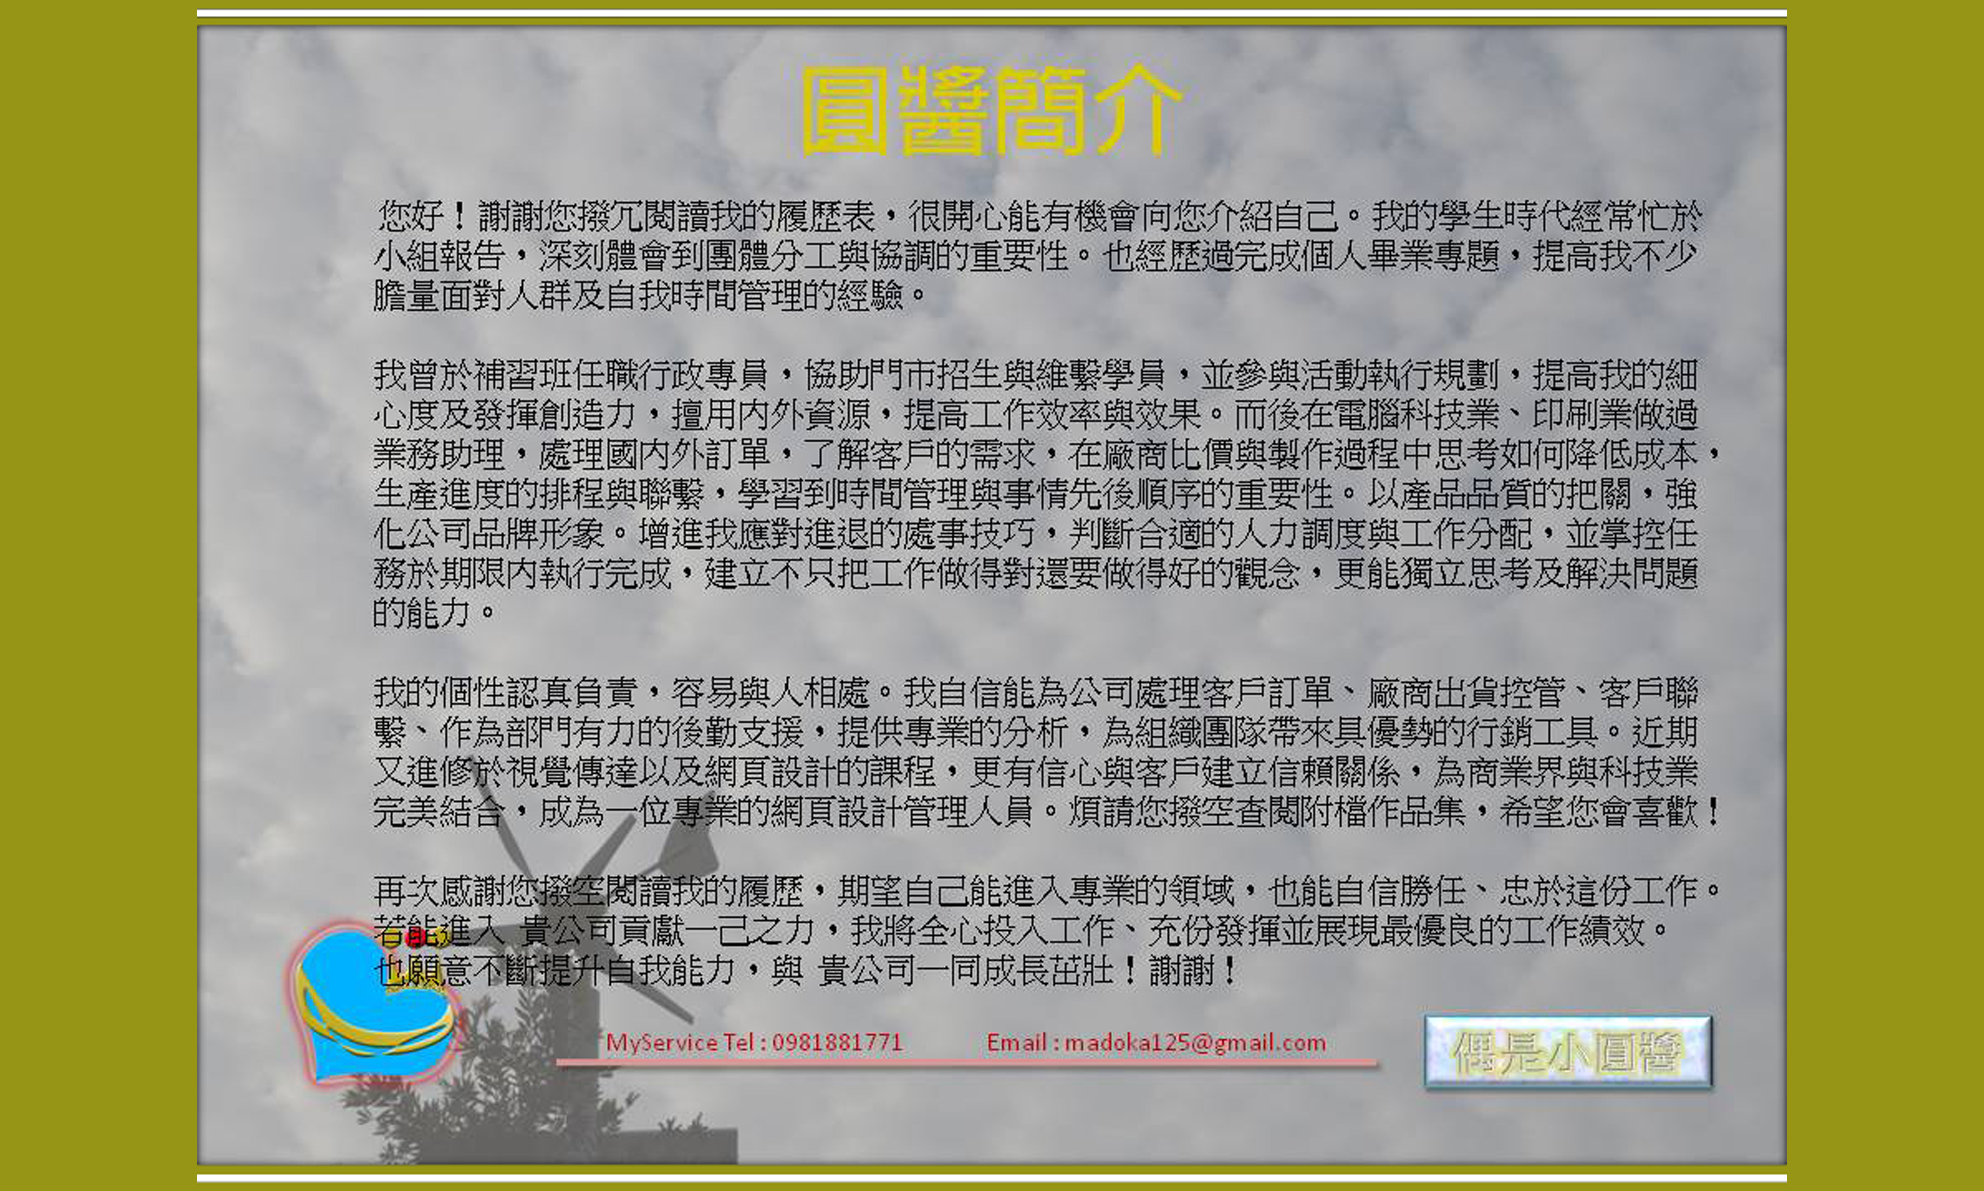 圓醬簡介
您好！謝謝您撥冗閱讀我的履歷表，很開心能有機會向您介紹自己。我的學生時代經常忙於
小組報告，深刻體會到團體分工與協調的重要性。也經歷過完成個人畢業專題，提高我不少
膽量面對人群及自我時間管理的經驗。
我曾於補習班任職行政專員，協助門市招生與維繫學員，並參與活動執行規劃，提高我的細
心度及發揮創造力，擅用內外資源，提高工作效率與效果。而後在電腦科技業、印刷業做過
業務助理，處理國內外訂單，了解客戶的需求，在廠商比價與製作過程中思考如何降低成本，
生產進度的排程與聯繫，學習到時間管理與事情先後順序的重要性。以產品品質的把關，強
化公司品牌形象。增進我應對進退的處事技巧，判斷合適的人力調度與工作分配，並掌控任
務於期限內執行完成，建立不只把工作做得對還要做得好的觀念，更能獨立思考及解決問題
的能力。
我的個性認真負責，容易與人相處。我自信能為公司處理客戶訂單、廠商出貨控管、客戶聯
繫、作為部門有力的後勤支援，提供專業的分析，為組織團隊帶來具優勢的行銷工具。近期
又進修於視覺傳達以及網頁設計的課程，更有信心與客戶建立信賴關係，為商業界與科技業
完美結合，成為一位專業的網頁設計管理人員。煩請您撥空查閱附檔作品集，希望您會喜歡！
再次感謝您撥空閱讀我的履歷，期望自己能進入專業的領域，也能自信勝任、忠於這份工作。
若能進入 貴公司貢獻一己之力，我將全心投入工作、充份發揮並展現最優良的工作績效。
也願意不斷提升自我能力，與 貴公司一同成長茁壯！謝謝！
MyService Tel : 0981881771 Email : madoka125@gmail.com
偶是小圓醬